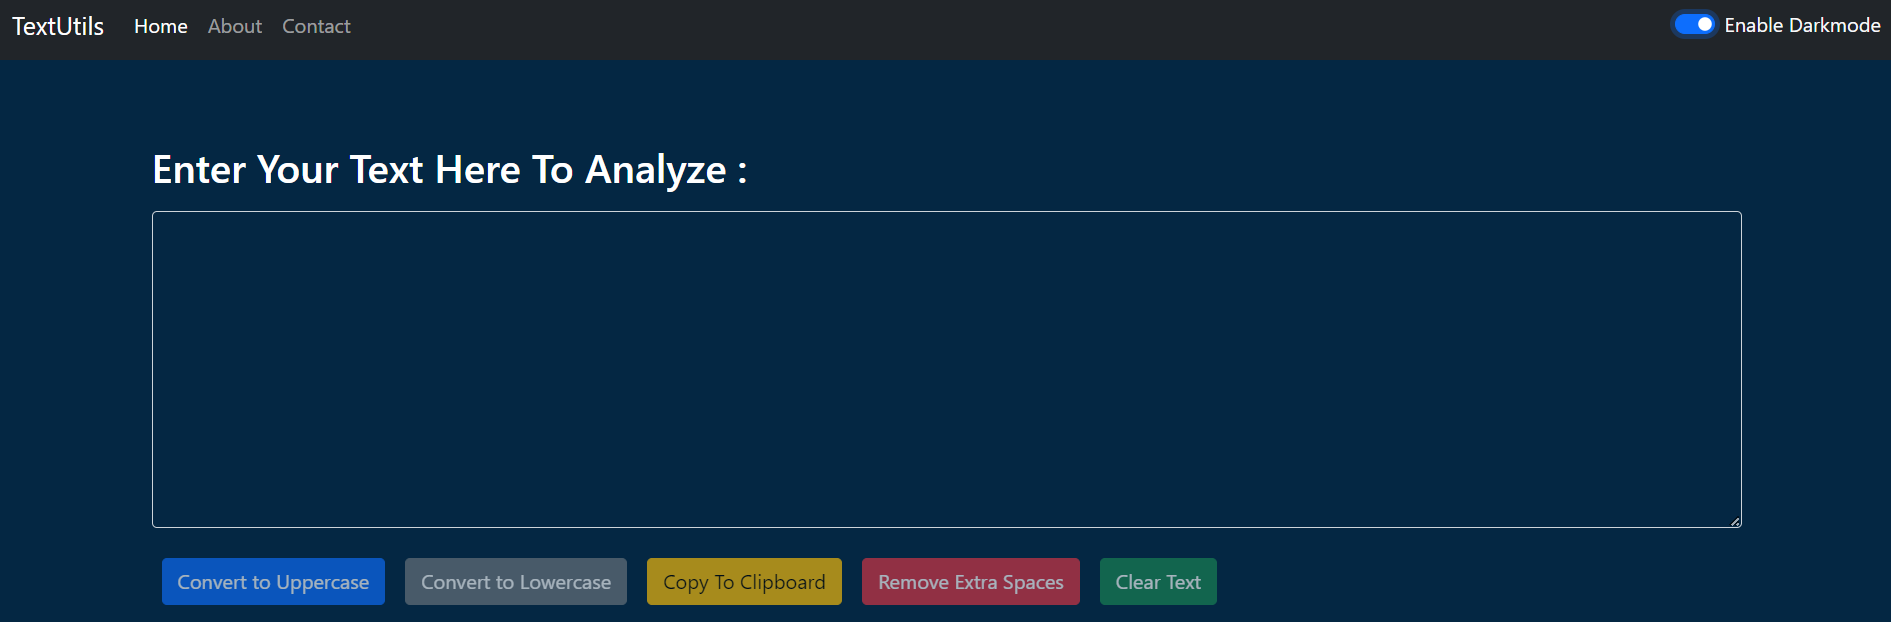 TextUtils Home About Contact Enable Darkmode
Enter Your Text Here To Analyze :
Convert to Uppercase Convert to Lowercase Copy To Clipboard Remove Extra Spaces Clear Text